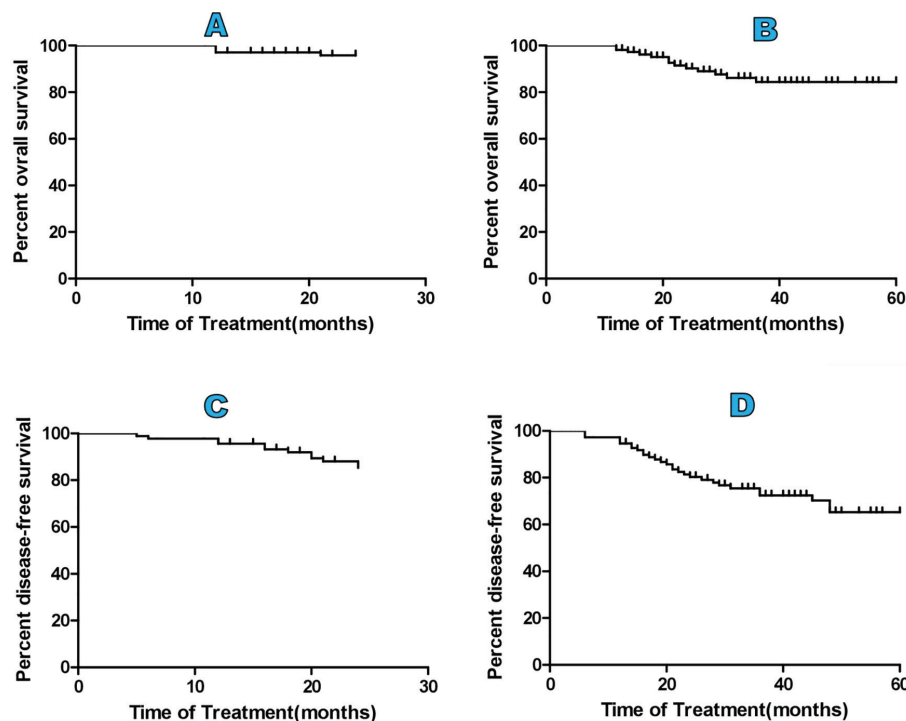 A
Percent ovrall survival
100
80
60
40
20
0
0 10 20 30
Time of Treatment(months)
B
Percent overall survival
100
80
60
40
20
0
0 20 40 60
Time of Treatment(months)
C
Percent disease-free survival
100
80
60
40
20
0
0 10 20 30
Time of Treatment(months)
D
Percent disease-free survival
100
80
60
40
20
0
0 20 40 60
Time of Treatment(months)